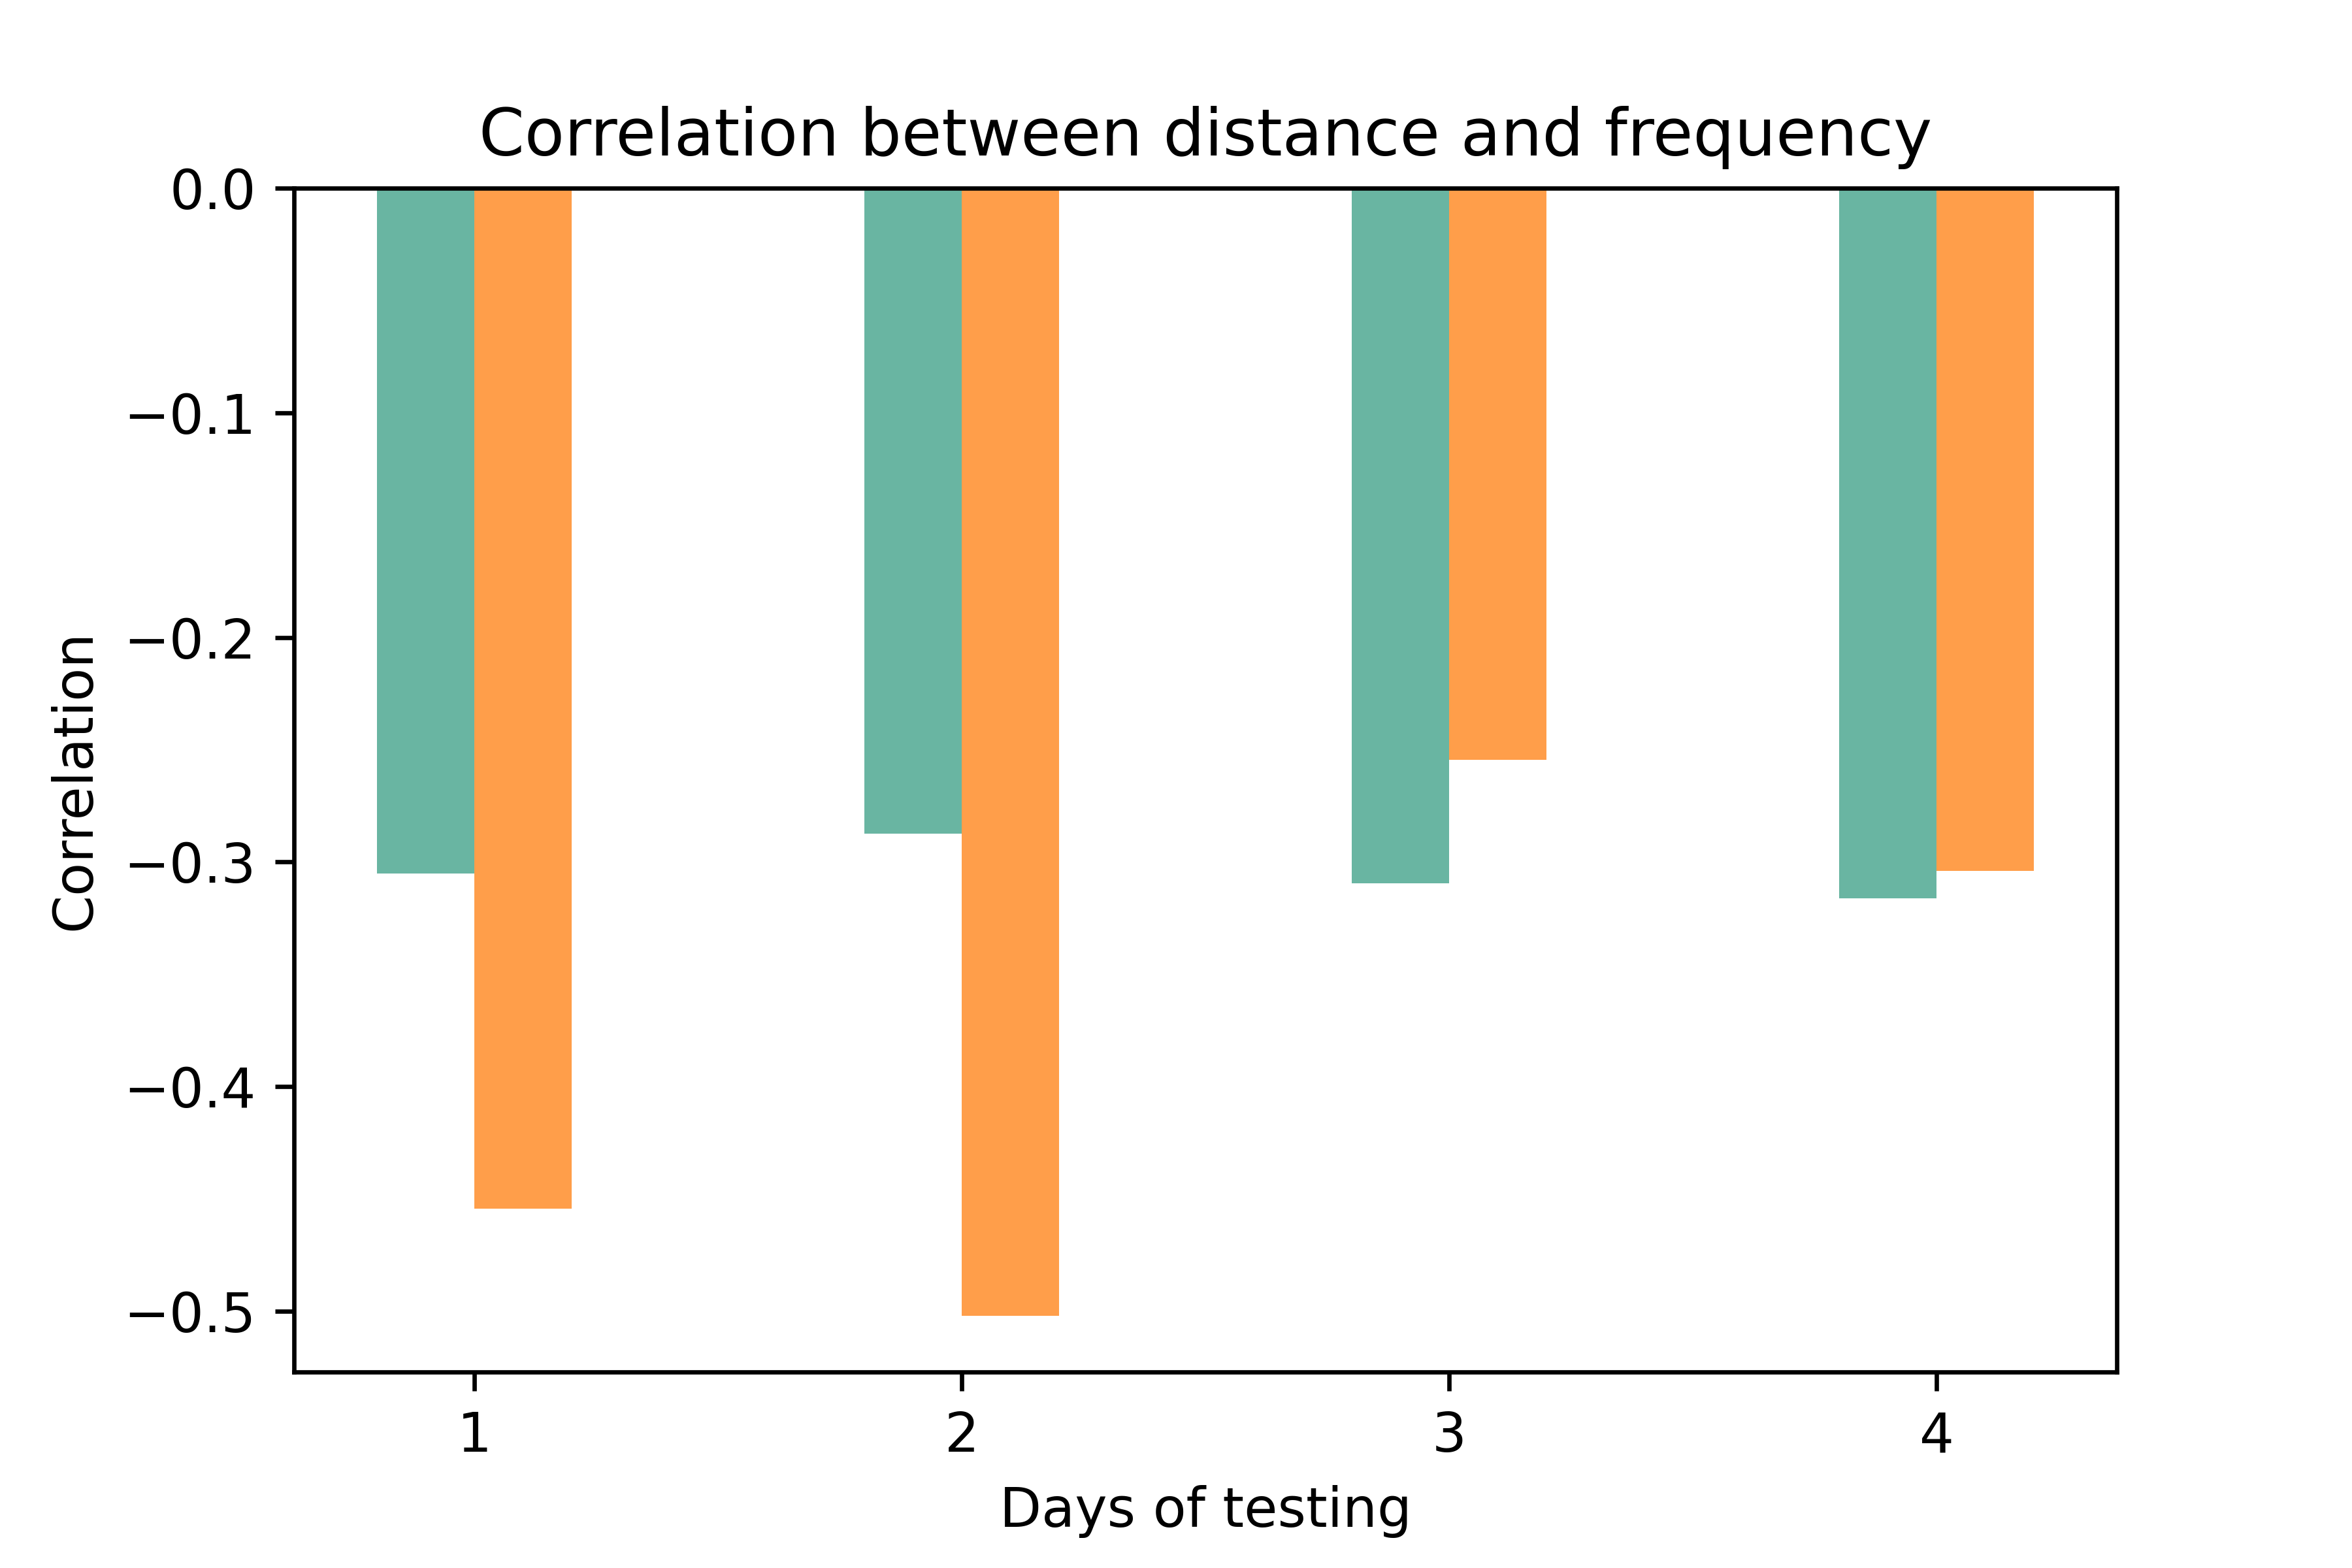 Correlation between distance and frequency
0.0
−0.1
−0.2
−0.3
−0.4
−0.5
Correlation
1 2 3 4
Days of testing